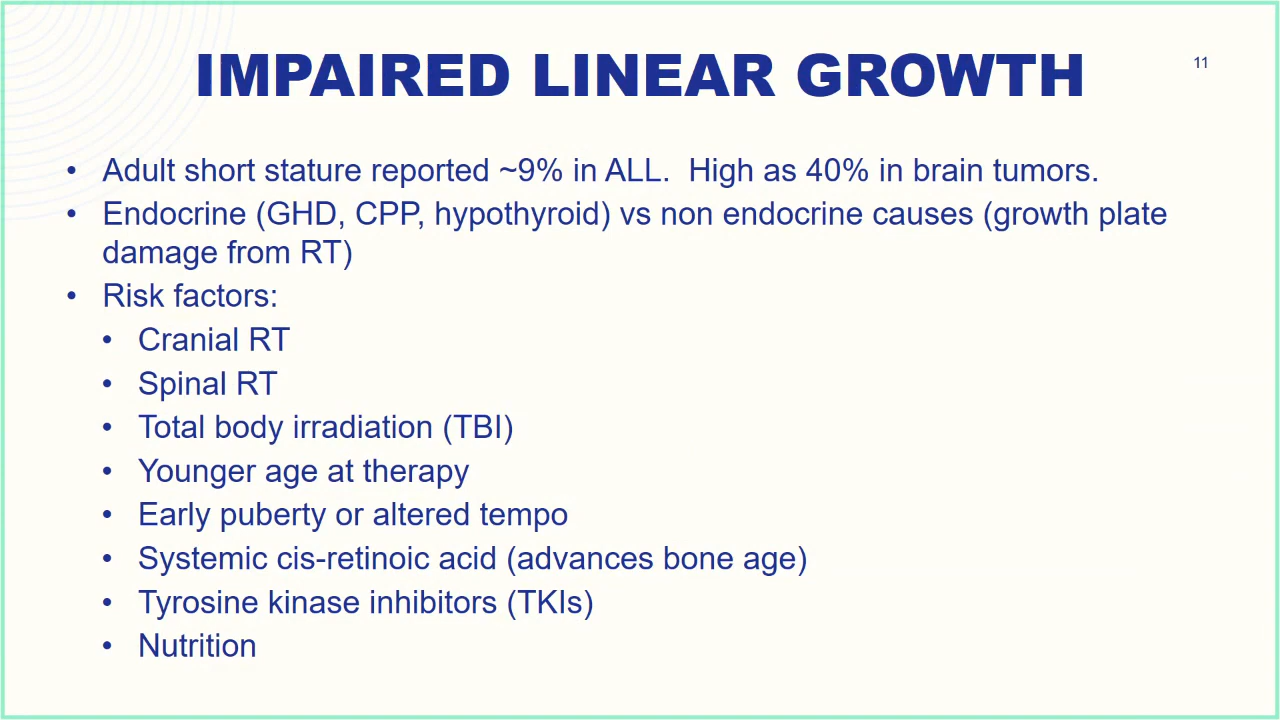 IMPAIRED LINEAR GROWTH
11
• Adult short stature reported ~9% in ALL.  High as 40% in brain tumors.
• Endocrine (GHD, CPP, hypothyroid) vs non endocrine causes (growth plate
damage from RT)
• Risk factors:
• Cranial RT
• Spinal RT
• Total body irradiation (TBI)
• Younger age at therapy
• Early puberty or altered tempo
• Systemic cis-retinoic acid (advances bone age)
• Tyrosine kinase inhibitors (TKIs)
• Nutrition